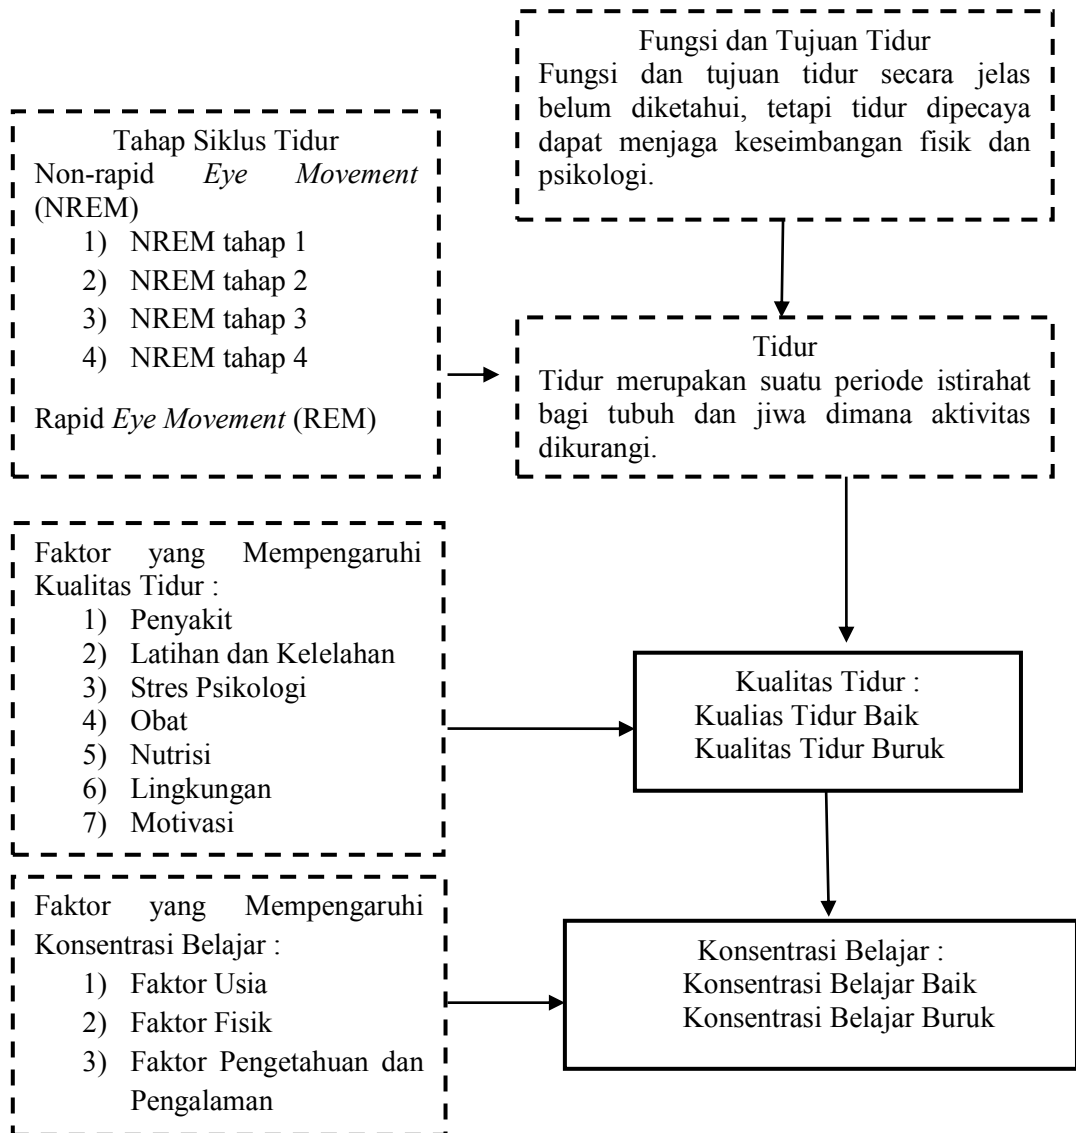 Fungsi dan Tujuan Tidur
Fungsi dan tujuan tidur secara jelas
belum diketahui, tetapi tidur dipecaya
dapat menjaga keseimbangan fisik dan
psikologi.
Tahap Siklus Tidur
Non-rapid Eye Movement
(NREM)
1) NREM tahap 1
2) NREM tahap 2
3) NREM tahap 3
4) NREM tahap 4
Rapid Eye Movement (REM)
Tidur
Tidur merupakan suatu periode istirahat
bagi tubuh dan jiwa dimana aktivitas
dikurangi.
Faktor yang Mempengaruhi
Kualitas Tidur :
1) Penyakit
2) Latihan dan Kelelahan
3) Stres Psikologi
4) Obat
5) Nutrisi
6) Lingkungan
7) Motivasi
Kualitas Tidur :
Kualias Tidur Baik
Kualitas Tidur Buruk
Faktor yang Mempengaruhi
Konsentrasi Belajar :
1) Faktor Usia
2) Faktor Fisik
3) Faktor Pengetahuan dan
Pengalaman
Konsentrasi Belajar :
Konsentrasi Belajar Baik
Konsentrasi Belajar Buruk